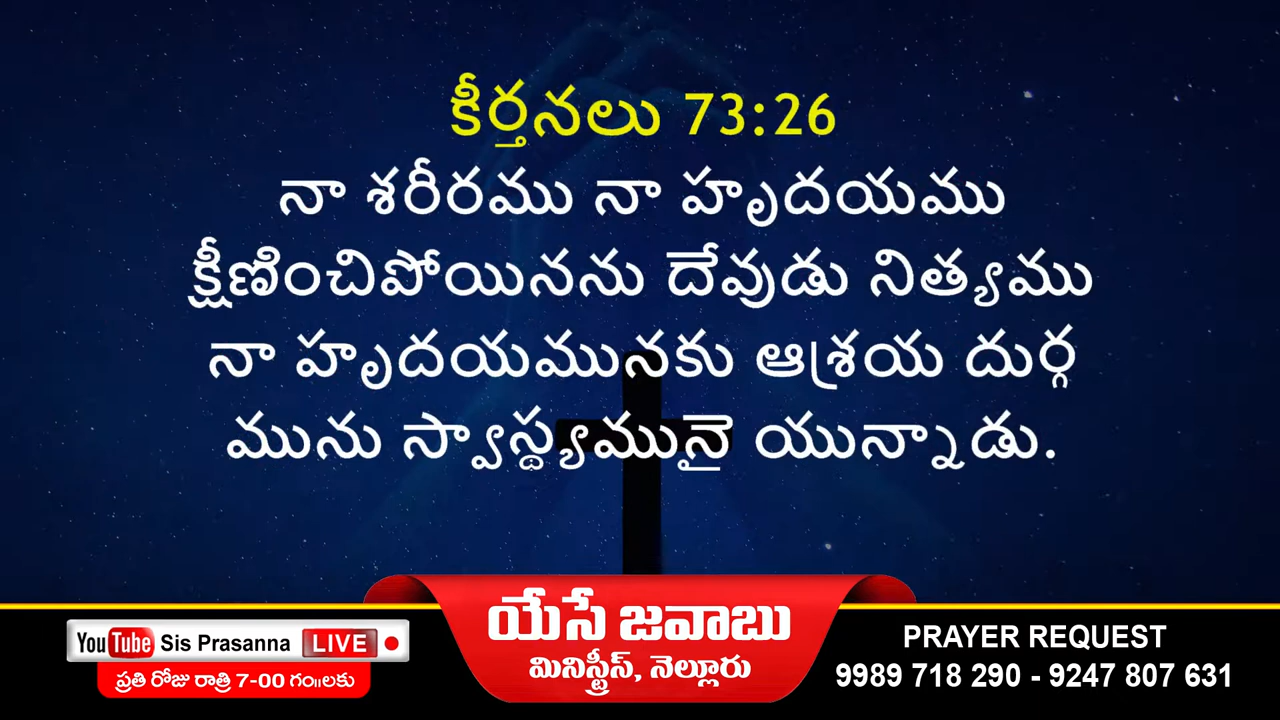 కీర్తనలు 73:26
నా శరీరము నా హృదయము
క్షీణించిపోయినను దేవుడు నిత్యము
నా హృదయమునకు ఆశ్రయ దుర్గ
మును స్వాస్థ్యమునై యున్నాడు.
యేసే జవాబు
మినిస్ట్రీస్, నెల్లూరు
YouTube Sis Prasanna LIVE
ప్రతి రోజు రాత్రి 7-00 గం॥లకు
PRAYER REQUEST
9989 718 290 - 9247 807 631